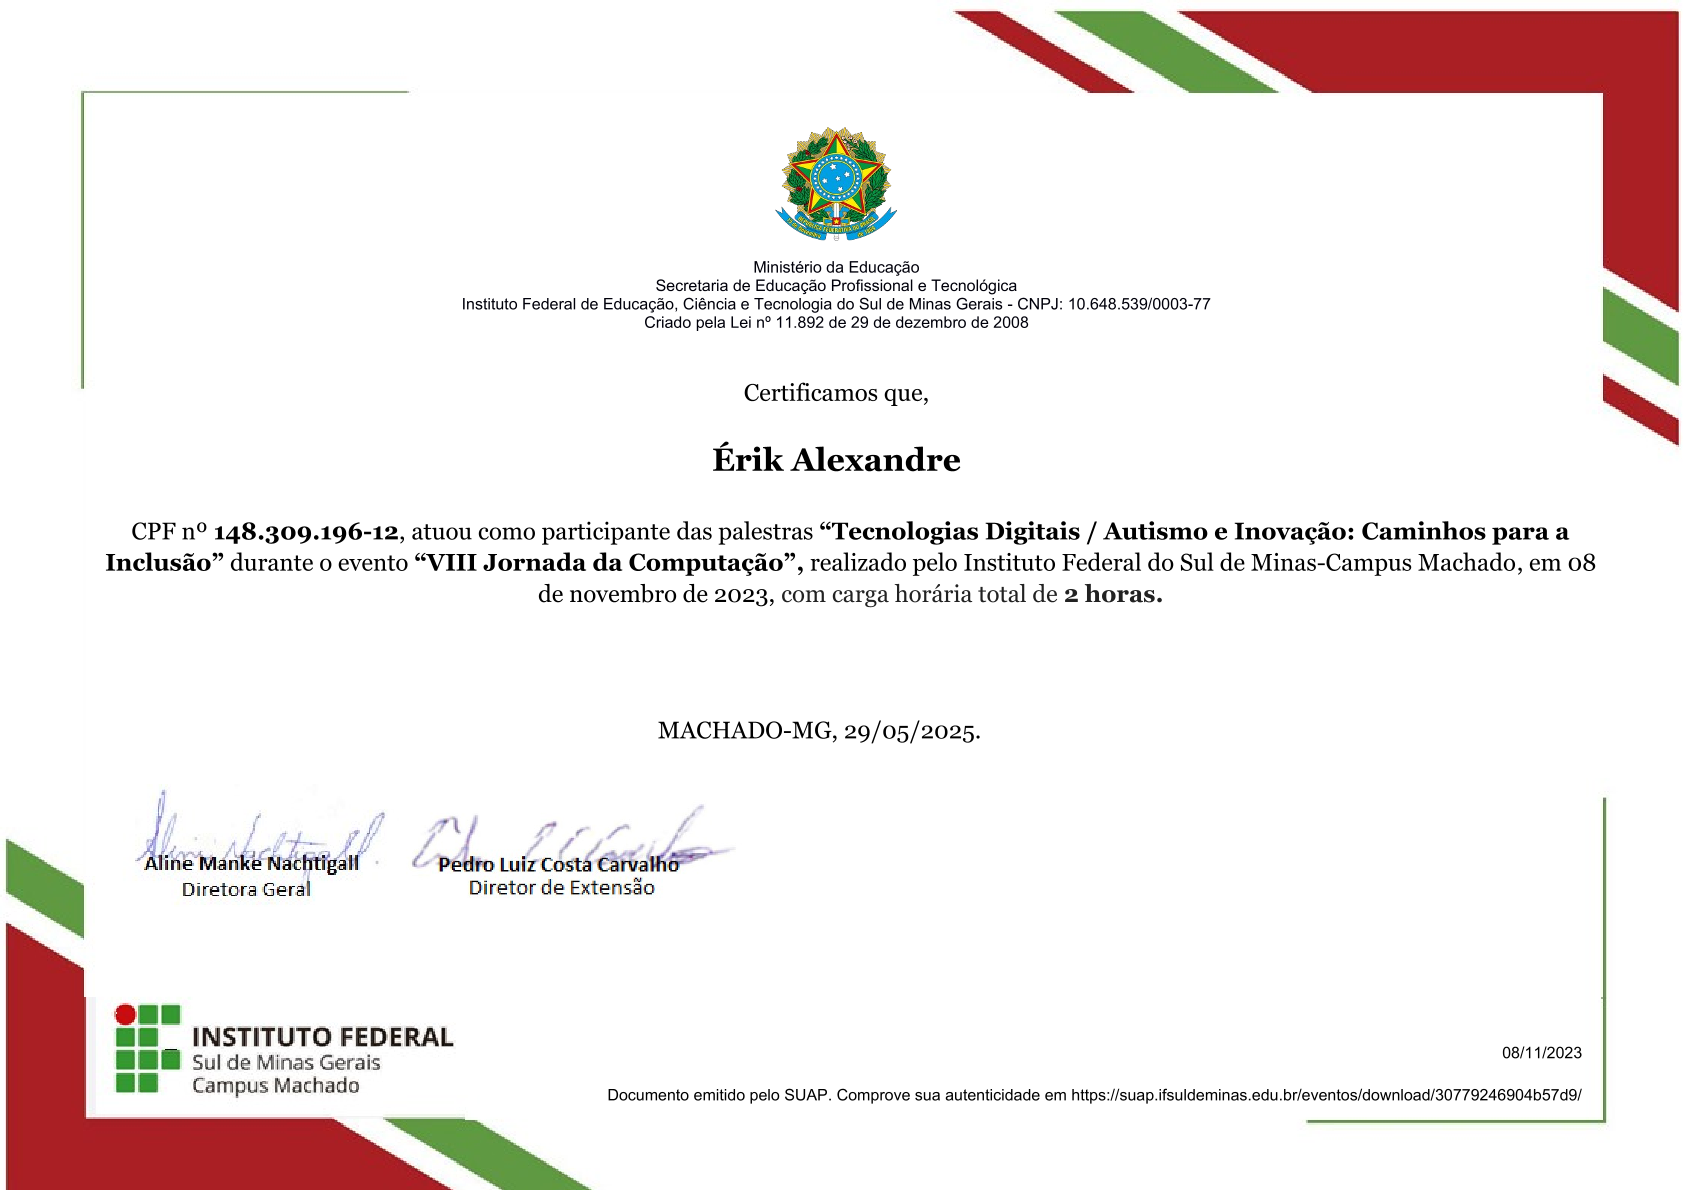 Ministério da Educação
Secretaria de Educação Profissional e Tecnológica
Instituto Federal de Educação, Ciência e Tecnologia do Sul de Minas Gerais - CNPJ: 10.648.539/0003-77
Criado pela Lei nº 11.892 de 29 de dezembro de 2008
Certificamos que,
Érik Alexandre
CPF nº 148.309.196-12, atuou como participante das palestras “Tecnologias Digitais / Autismo e Inovação: Caminhos para a
Inclusão” durante o evento “VIII Jornada da Computação”, realizado pelo Instituto Federal do Sul de Minas-Campus Machado, em 08
de novembro de 2023, com carga horária total de 2 horas.
MACHADO-MG, 29/05/2025.
Aline Nachtigall.
Aline Manke Nachtigall
Diretora Geral
Pedro Luiz Costa Carvalho
Diretor de Extensão
INSTITUTO FEDERAL
Sul de Minas Gerais
Campus Machado
08/11/2023
Documento emitido pelo SUAP. Comprove sua autenticidade em https://suap.ifsuldeminas.edu.br/eventos/download/30779246904b57d9/